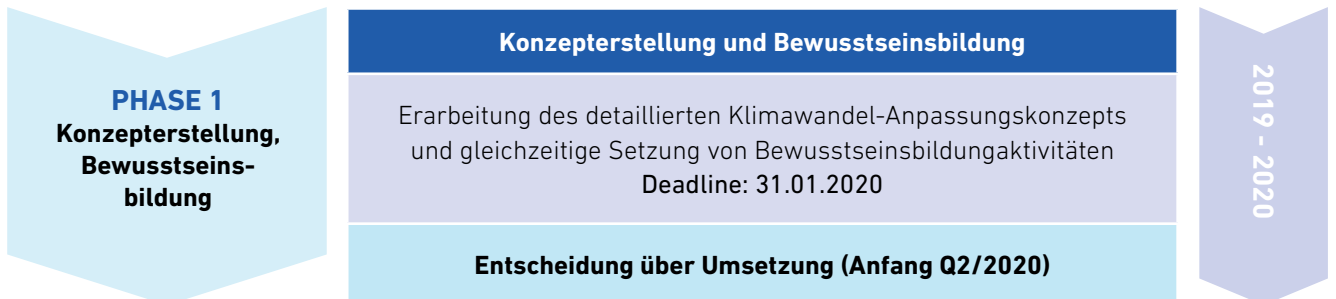 PHASE 1
Konzepterstellung,
Bewusstseins-
bildung
Konzepterstellung und Bewusstseinsbildung
Erarbeitung des detaillierten Klimawandel-Anpassungskonzepts
und gleichzeitige Setzung von Bewusstseinsbildungaktivitäten
Deadline: 31.01.2020
Entscheidung über Umsetzung (Anfang Q2/2020)
2019 - 2020